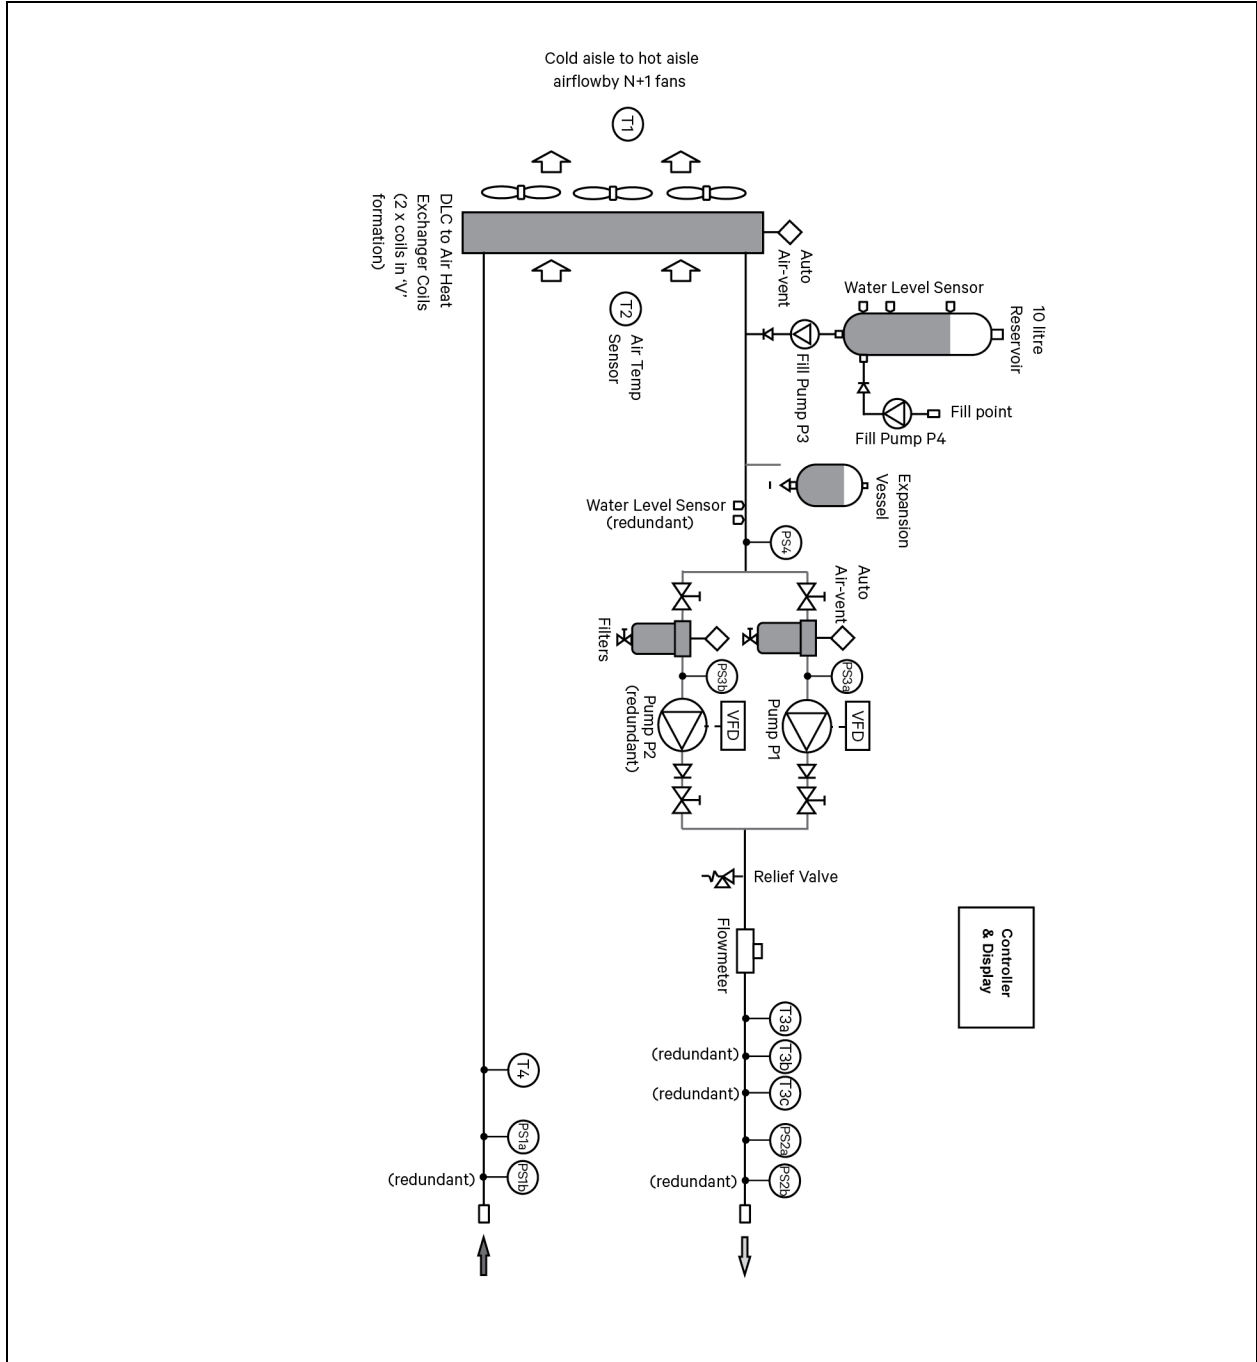 Cold aisle to hot aisle
airflowby N+1 fans
T1
DLC to Air Heat
Exchanger Coils
(2 x coils in ‘V’
formation)
Auto
Air-vent
T2
Air Temp
Sensor
Water Level Sensor
10 litre
Reservoir
Fill Pump P3
Fill point
Fill Pump P4
Expansion
Vessel
Water Level Sensor
(redundant)
PS4
Auto
Air-vent
Filters
PS3b
PS3a
Pump P2
(redundant)
VFD
Pump P1
VFD
Relief Valve
Flowmeter
Controller
& Display
T3a
(redundant)
T3b
(redundant)
T3c
T4
PS1a
PS2a
(redundant)
PS1b
(redundant)
PS2b